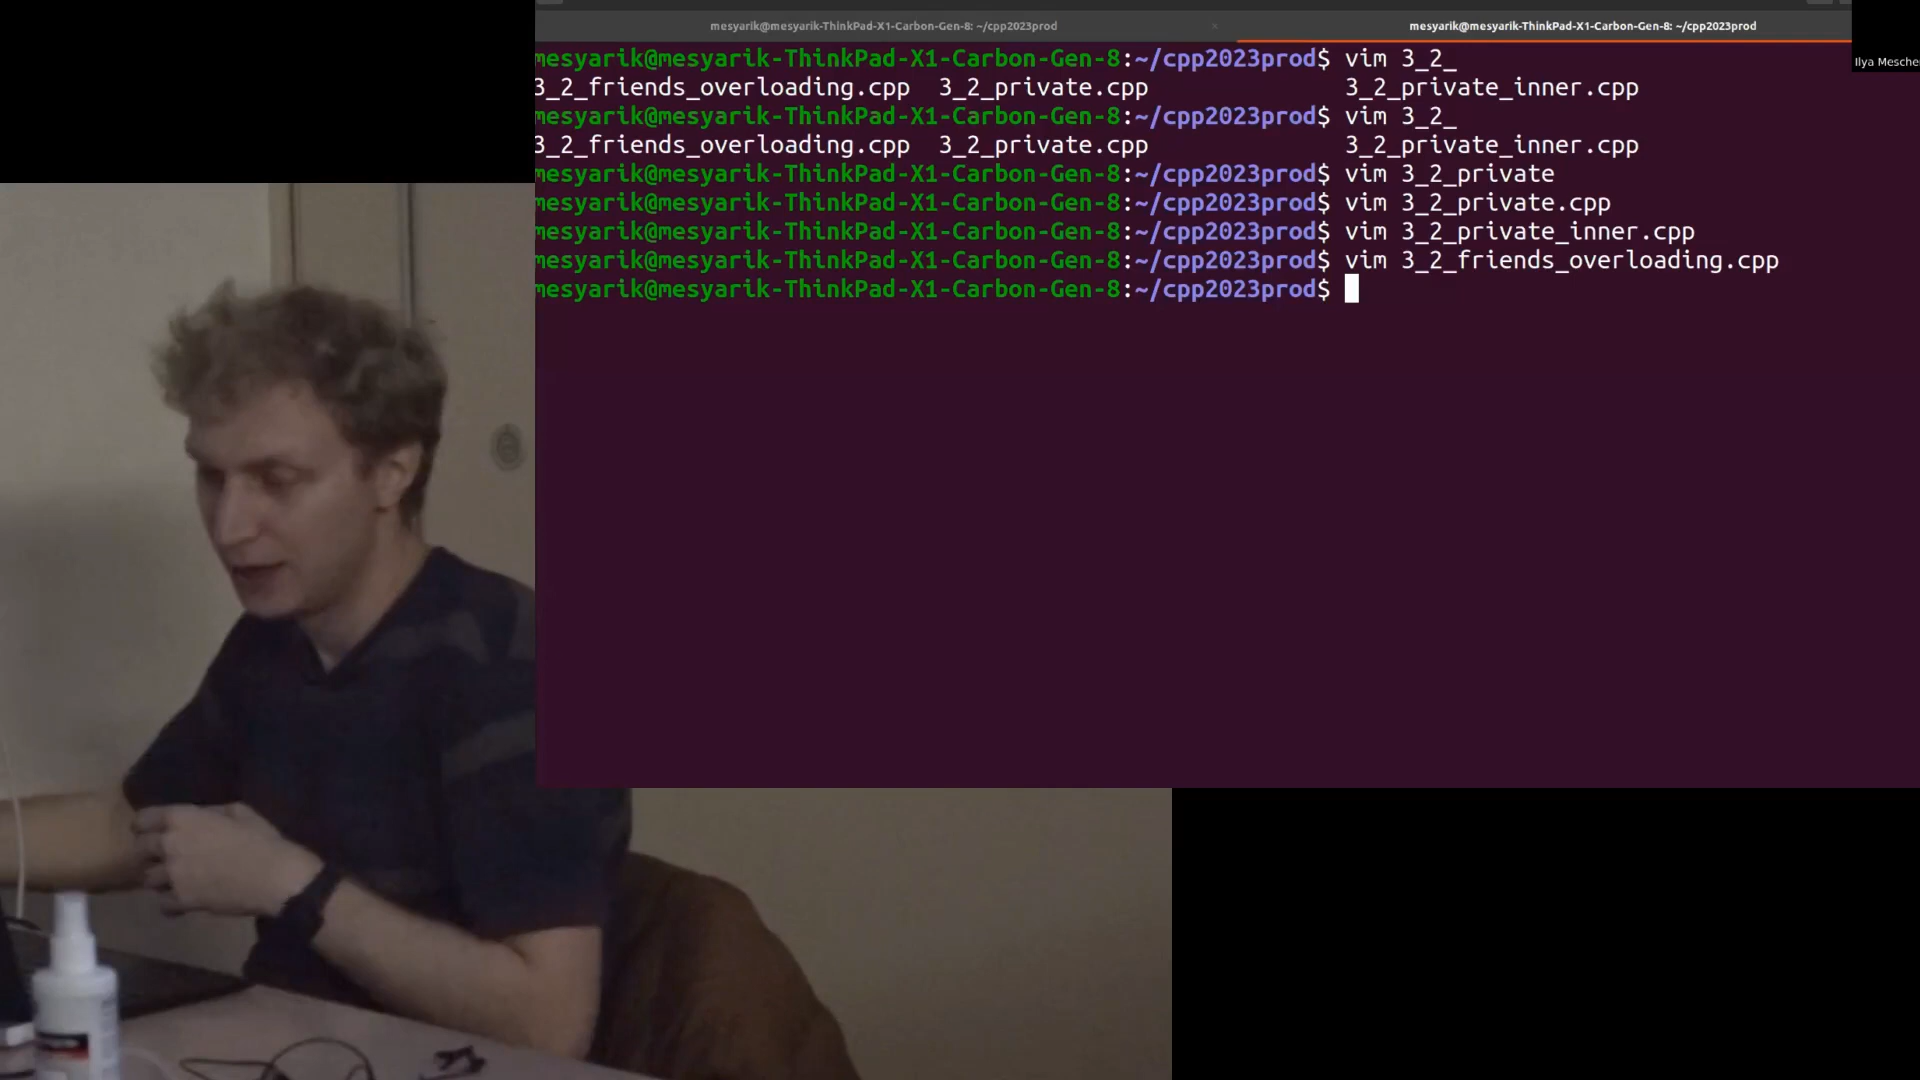 mesyarik@mesyarik-ThinkPad-X1-Carbon-Gen-8: ~/cpp2023prod × mesyarik@mesyarik-ThinkPad-X1-Carbon-Gen-8: ~/cpp2023prod
Ilya Mesche
mesyarik@mesyarik-ThinkPad-X1-Carbon-Gen-8:~/cpp2023prod$ vim 3_2_
3_2_friends_overloading.cpp 3_2_private.cpp 3_2_private_inner.cpp
mesyarik@mesyarik-ThinkPad-X1-Carbon-Gen-8:~/cpp2023prod$ vim 3_2_
3_2_friends_overloading.cpp 3_2_private.cpp 3_2_private_inner.cpp
mesyarik@mesyarik-ThinkPad-X1-Carbon-Gen-8:~/cpp2023prod$ vim 3_2_private
mesyarik@mesyarik-ThinkPad-X1-Carbon-Gen-8:~/cpp2023prod$ vim 3_2_private.cpp
mesyarik@mesyarik-ThinkPad-X1-Carbon-Gen-8:~/cpp2023prod$ vim 3_2_private_inner.cpp
mesyarik@mesyarik-ThinkPad-X1-Carbon-Gen-8:~/cpp2023prod$ vim 3_2_friends_overloading.cpp
mesyarik@mesyarik-ThinkPad-X1-Carbon-Gen-8:~/cpp2023prod$